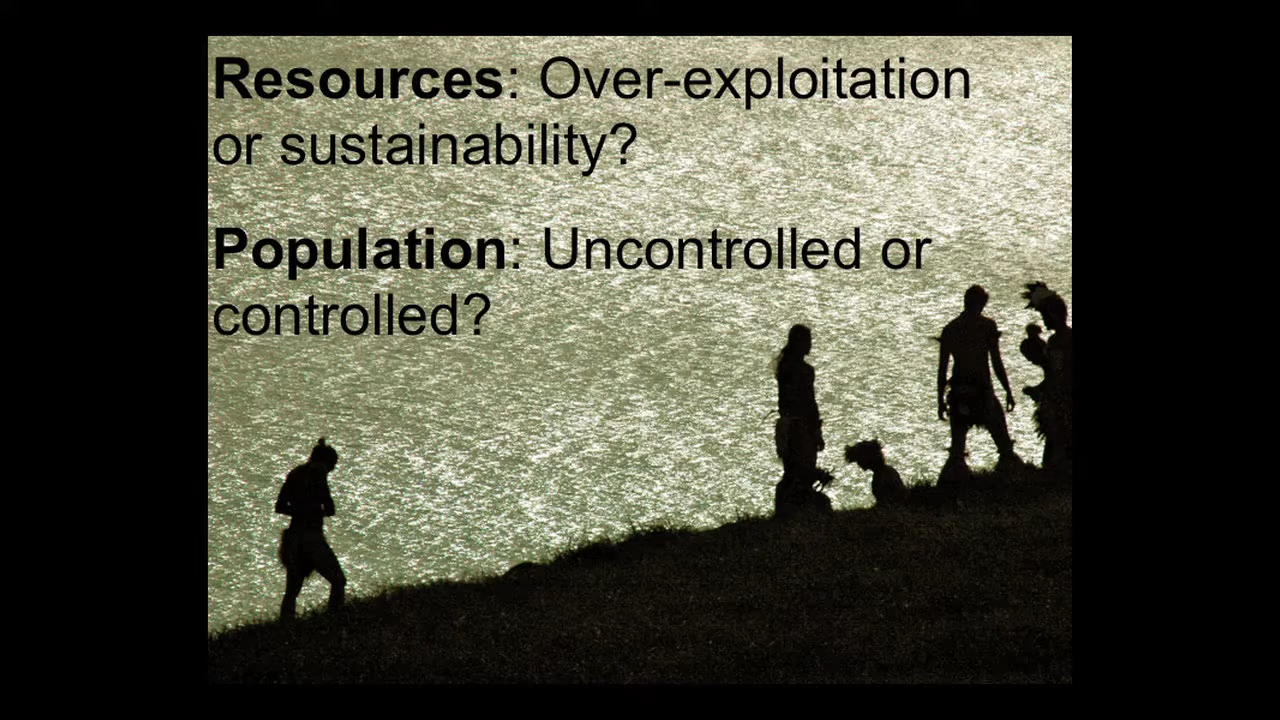 Resources: Over-exploitation
or sustainability?
Population: Uncontrolled or
controlled?